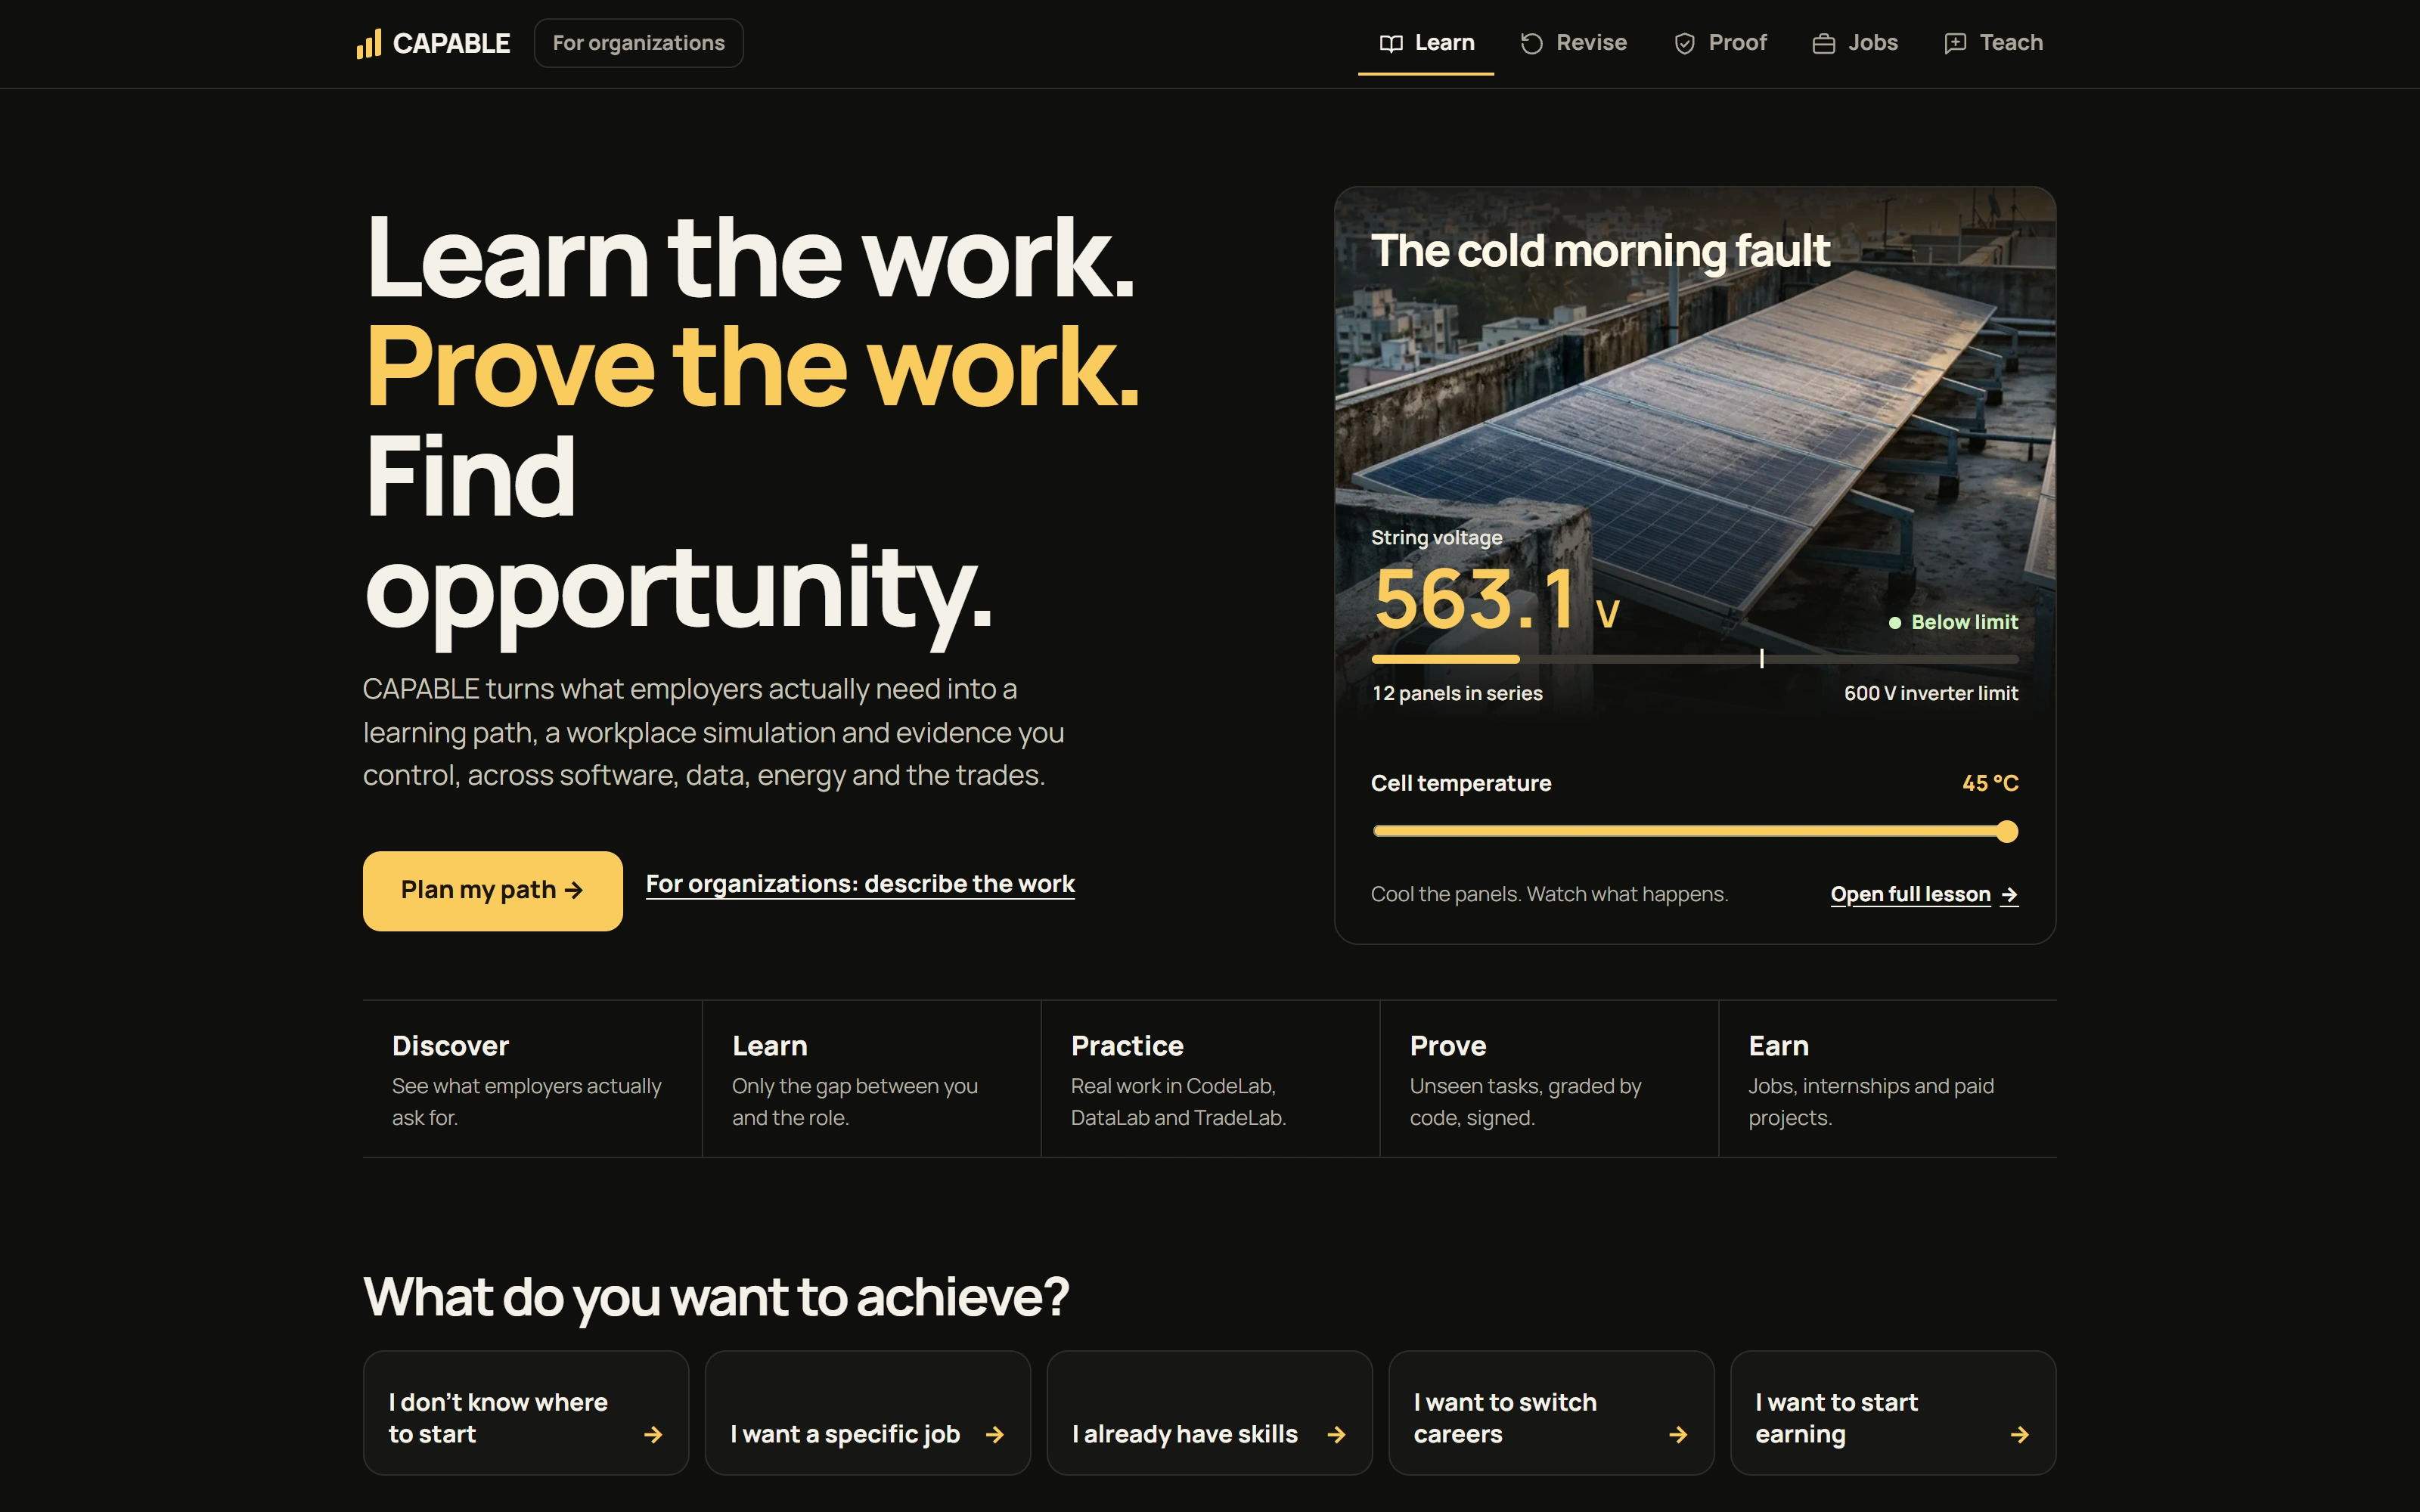 CAPABLE
For organizations
Learn
Revise
Proof
Jobs
Teach
Learn the work.
Prove the work.
Find
opportunity.
CAPABLE turns what employers actually need into a
learning path, a workplace simulation and evidence you
control, across software, data, energy and the trades.
Plan my path →
For organizations: describe the work
The cold morning fault
String voltage
563.1 V
Below limit
12 panels in series
600 V inverter limit
Cell temperature
45 °C
Cool the panels. Watch what happens.
Open full lesson →
Discover
See what employers actually
ask for.
Learn
Only the gap between you
and the role.
Practice
Real work in CodeLab,
DataLab and TradeLab.
Prove
Unseen tasks, graded by
code, signed.
Earn
Jobs, internships and paid
projects.
What do you want to achieve?
I don’t know where
to start →
I want a specific job →
I already have skills →
I want to switch
careers →
I want to start
earning →